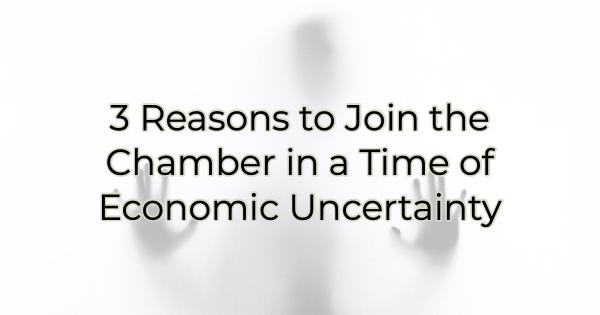 3 Reasons to Join the
Chamber in a Time of
Economic Uncertainty